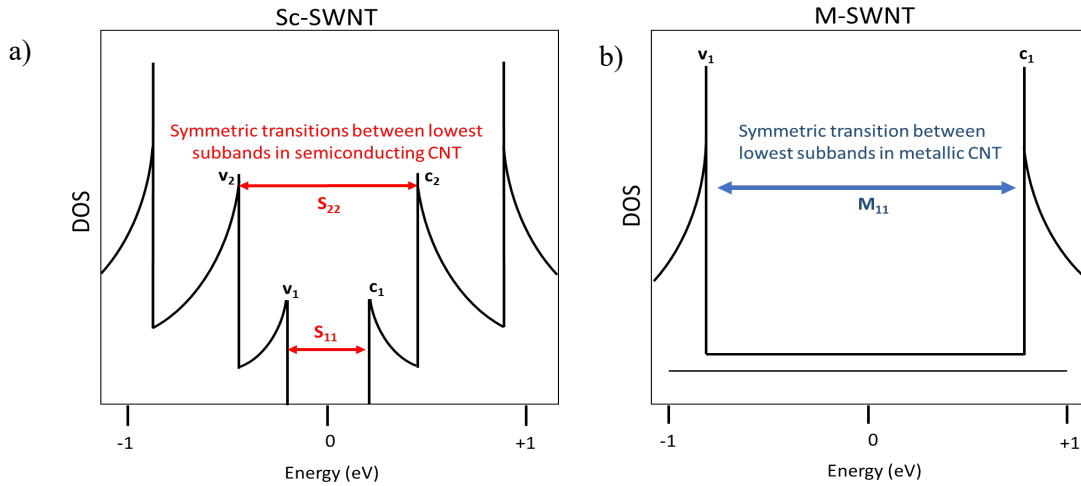 Sc-SWNT
a)
Symmetric transitions between lowest
subbands in semiconducting CNT
v2
c2
S22
v1
c1
S11
DOS
-1
0
+1
Energy (eV)
M-SWNT
b)
v1
c1
Symmetric transition between
lowest subbands in metallic CNT
M11
DOS
-1
0
+1
Energy (eV)